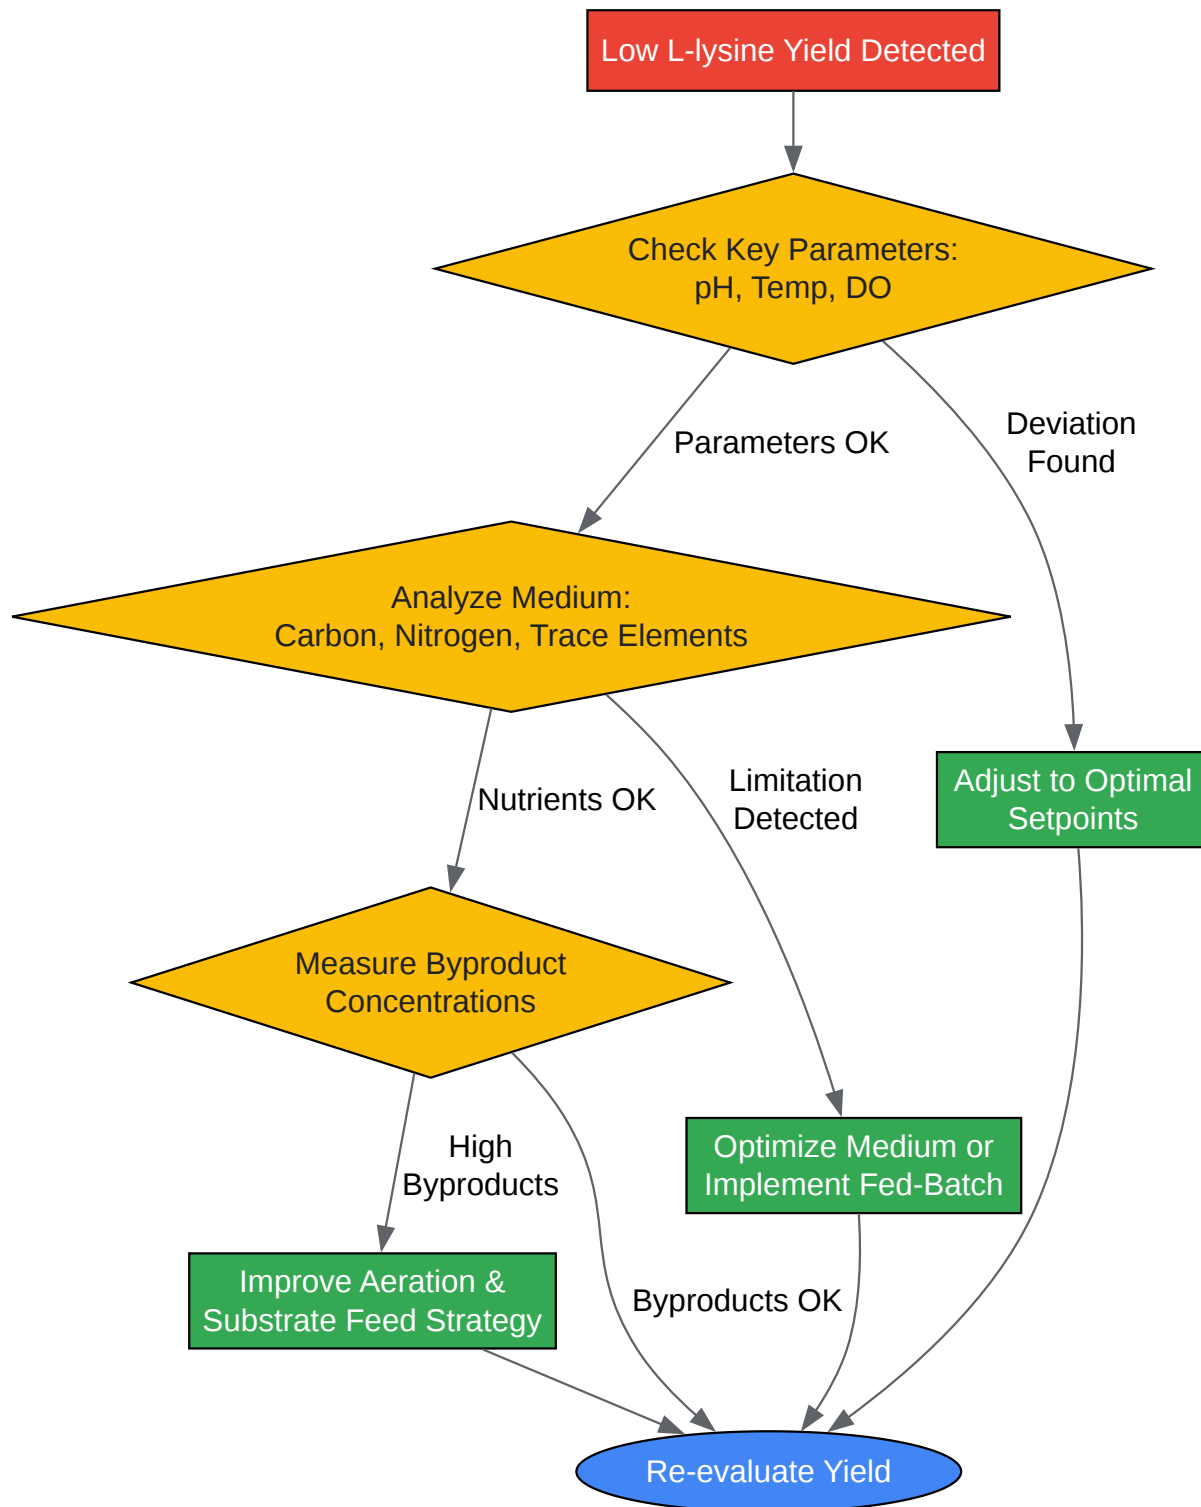 Low L-lysine Yield Detected
Check Key Parameters:
pH, Temp, DO
Parameters OK
Deviation
Found
Analyze Medium:
Carbon, Nitrogen, Trace Elements
Nutrients OK
Limitation
Detected
Adjust to Optimal
Setpoints
Measure Byproduct
Concentrations
High
Byproducts
Optimize Medium or
Implement Fed-Batch
Improve Aeration &
Substrate Feed Strategy
Byproducts OK
Re-evaluate Yield